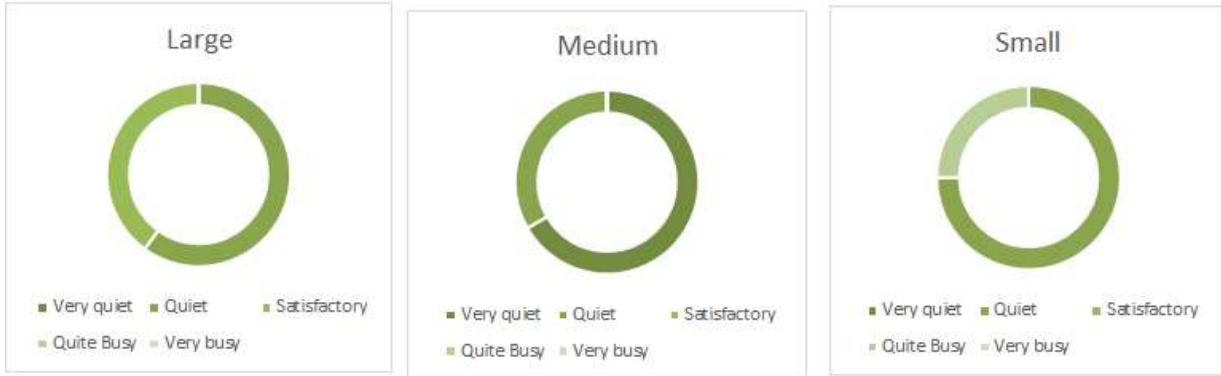 Large
Very quiet Quiet Satisfactory
Quite Busy Very busy
Medium
Very quiet Quiet Satisfactory
Quite Busy Very busy
Small
Very quiet Quiet Satisfactory
Quite Busy Very busy